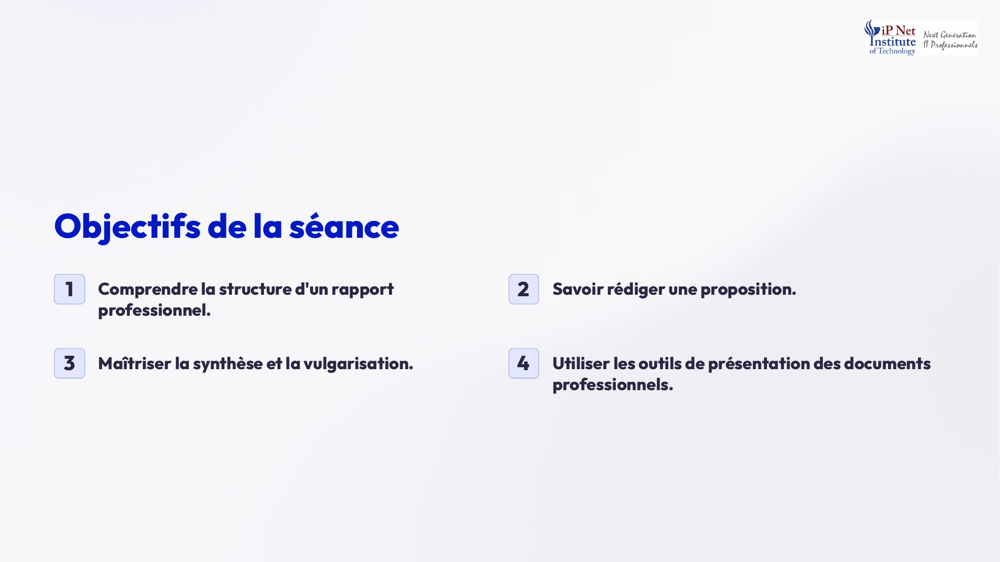 iP Net
Institute
of Technology
Next Generation
IT Professionnels
Objectifs de la séance
1
Comprendre la structure d'un rapport
professionnel.
2
Savoir rédiger une proposition.
3
Maîtriser la synthèse et la vulgarisation.
4
Utiliser les outils de présentation des documents
professionnels.